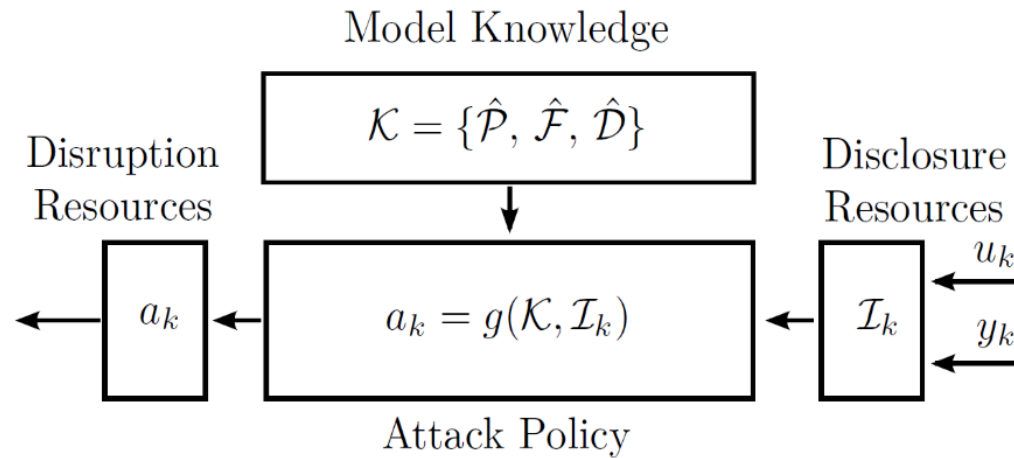 Model Knowledge
𝒦 = {𝒫̂, ℱ̂, 𝒟̂}
Disruption
Resources
Disclosure
Resources
a_k
a_k = g(𝒦, ℐ_k)
ℐ_k
u_k
y_k
Attack Policy